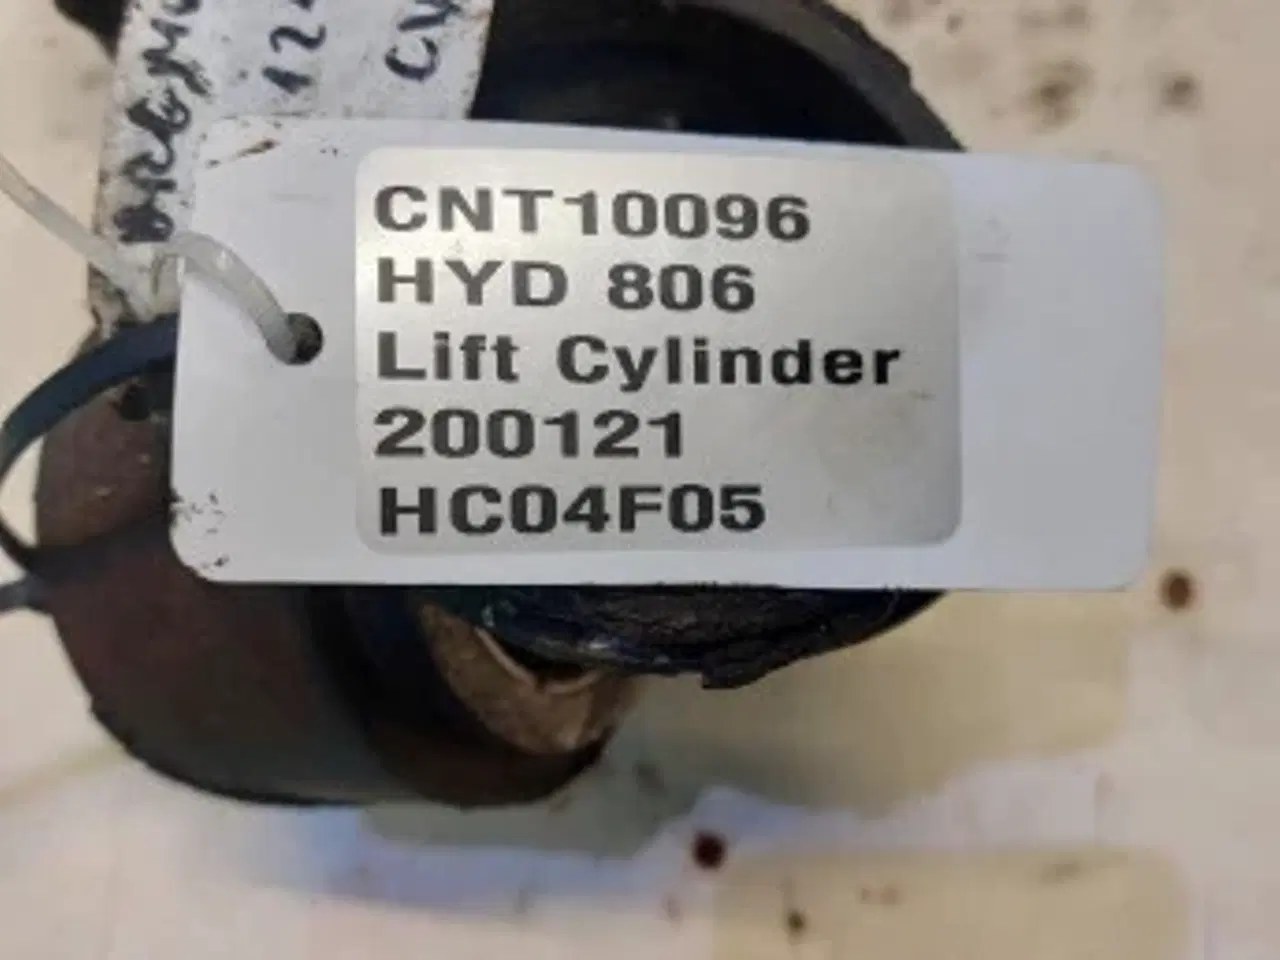 CNT10096
HYD 806
Lift Cylinder
200121
HC04F05